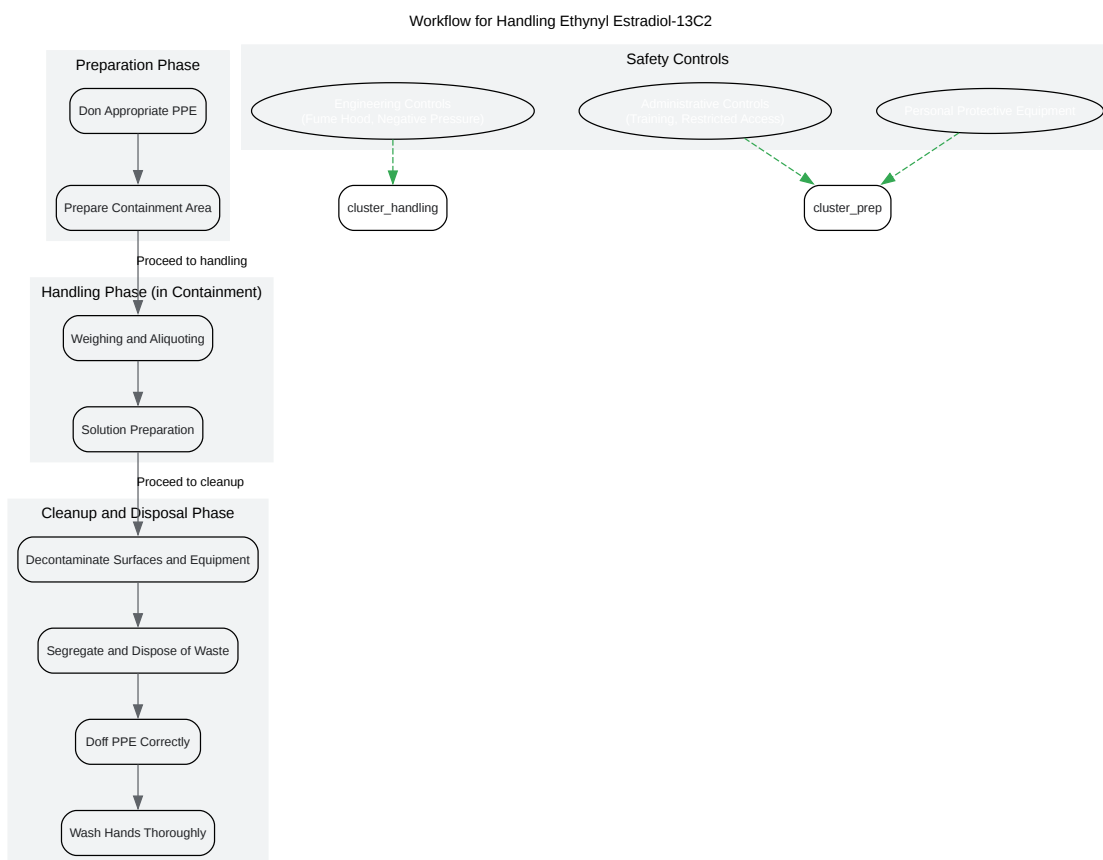 Workflow for Handling Ethynyl Estradiol-13C2
Preparation Phase
Don Appropriate PPE
Prepare Containment Area
Proceed to handling
Handling Phase (in Containment)
Weighing and Aliquoting
Solution Preparation
Proceed to cleanup
Cleanup and Disposal Phase
Decontaminate Surfaces and Equipment
Segregate and Dispose of Waste
Doff PPE Correctly
Wash Hands Thoroughly
Safety Controls
Engineering Controls
(Fume Hood, Negative Pressure)
Administrative Controls
(Training, Restricted Access)
Personal Protective Equipment
cluster_handling
cluster_prep